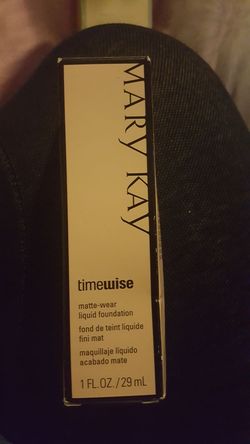 MARY KAY
timewise
matte-wear
liquid foundation
fond de teint liquide
fini mat
maquillaje líquido
acabado mate
1 FL.OZ./29 mL